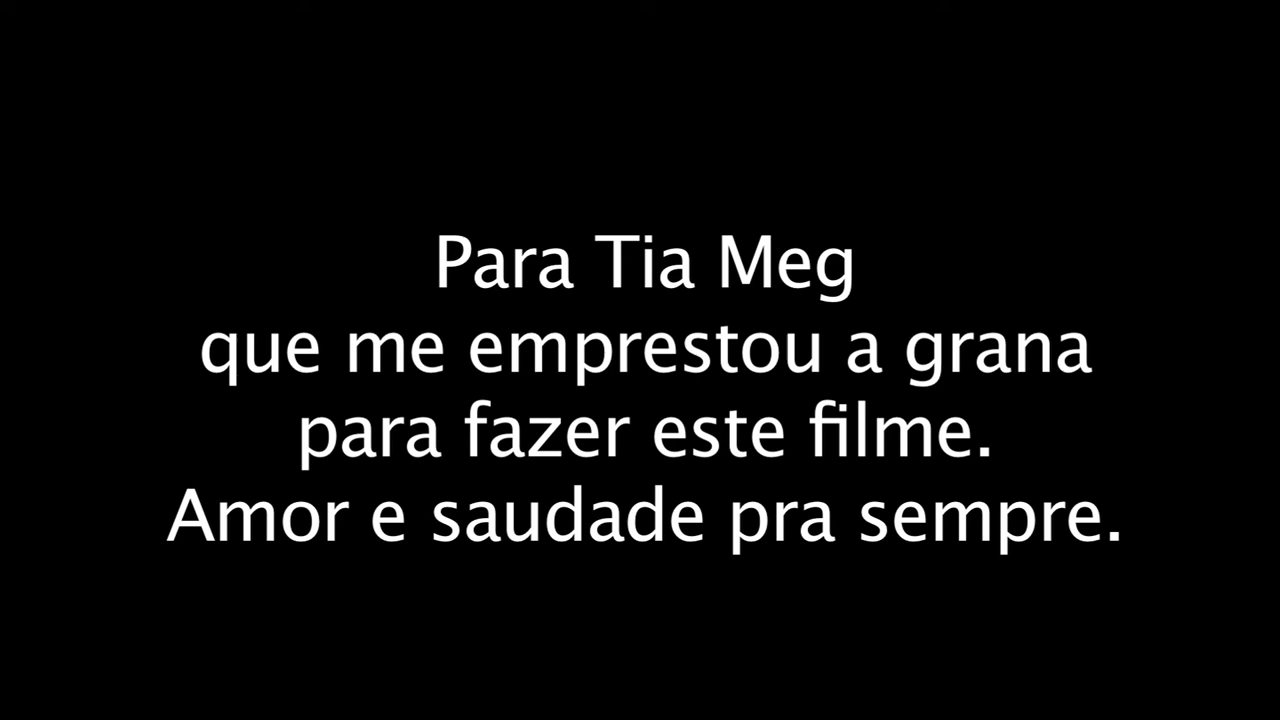 Para Tia Meg
que me emprestou a grana
para fazer este filme.
Amor e saudade pra sempre.